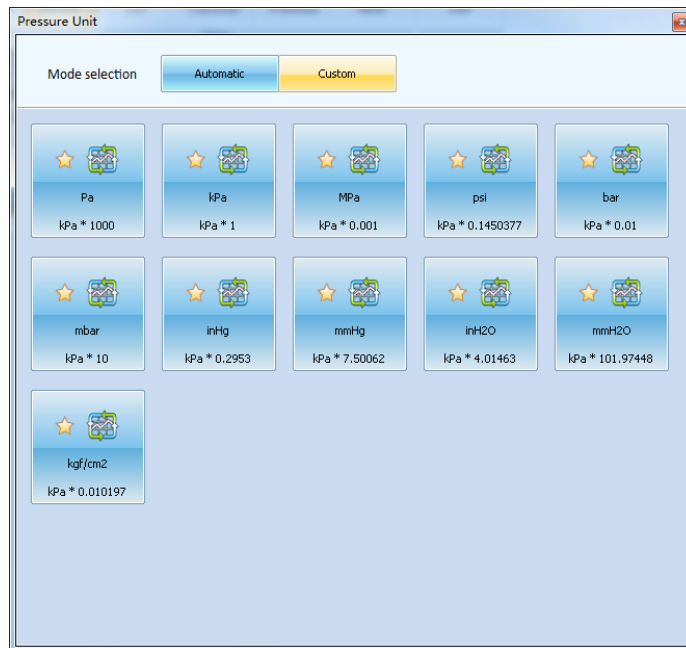 Pressure Unit
Mode selection Automatic Custom
Pa kPa MPa psi bar
kPa * 1000 kPa * 1 kPa * 0.001 kPa * 0.1450377 kPa * 0.01
mbar inHg mmHg inH2O mmH2O
kPa * 10 kPa * 0.2953 kPa * 7.50062 kPa * 4.01463 kPa * 101.97448
kgf/cm2
kPa * 0.010197